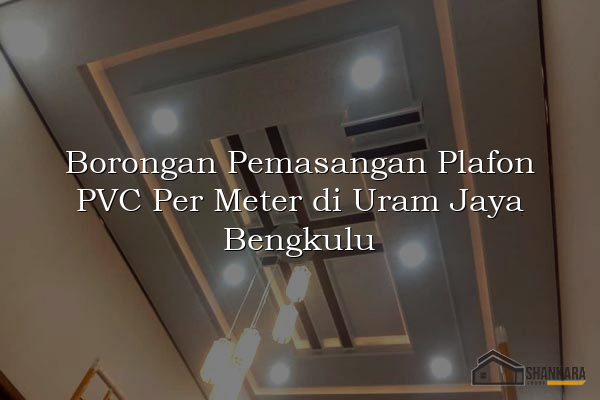 Borongan Pemasangan Plafon
PVC Per Meter di Uram Jaya
Bengkulu
SHANKARA